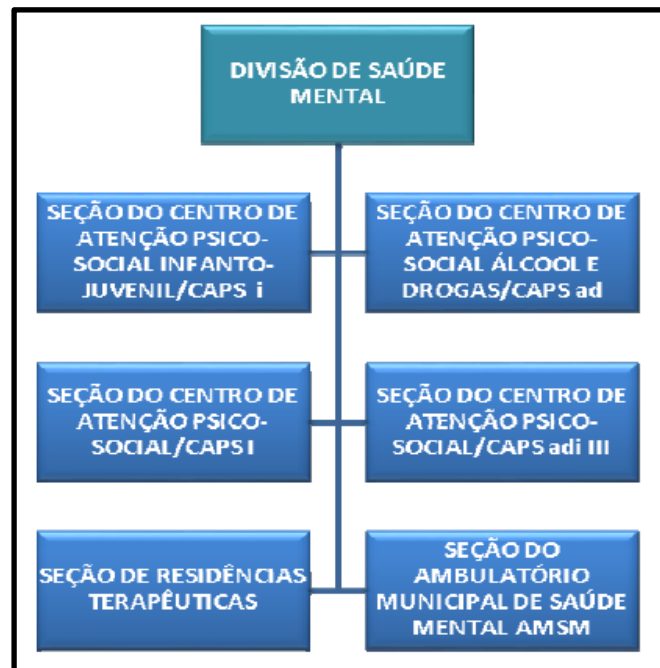 DIVISÃO DE SAÚDE
MENTAL
SEÇÃO DO CENTRO DE
ATENÇÃO PSICO-
SOCIAL INFANTO-
JUVENIL/CAPS i
SEÇÃO DO CENTRO DE
ATENÇÃO PSICO-
SOCIAL ÁLCOOL E
DROGAS/CAPS ad
SEÇÃO DO CENTRO DE
ATENÇÃO PSICO-
SOCIAL/CAPS I
SEÇÃO DO CENTRO DE
ATENÇÃO PSICO-
SOCIAL/CAPS adi III
SEÇÃO DE RESIDÊNCIAS
TERAPÊUTICAS
SEÇÃO DO
AMBULATÓRIO
MUNICIPAL DE SAÚDE
MENTAL AMSM